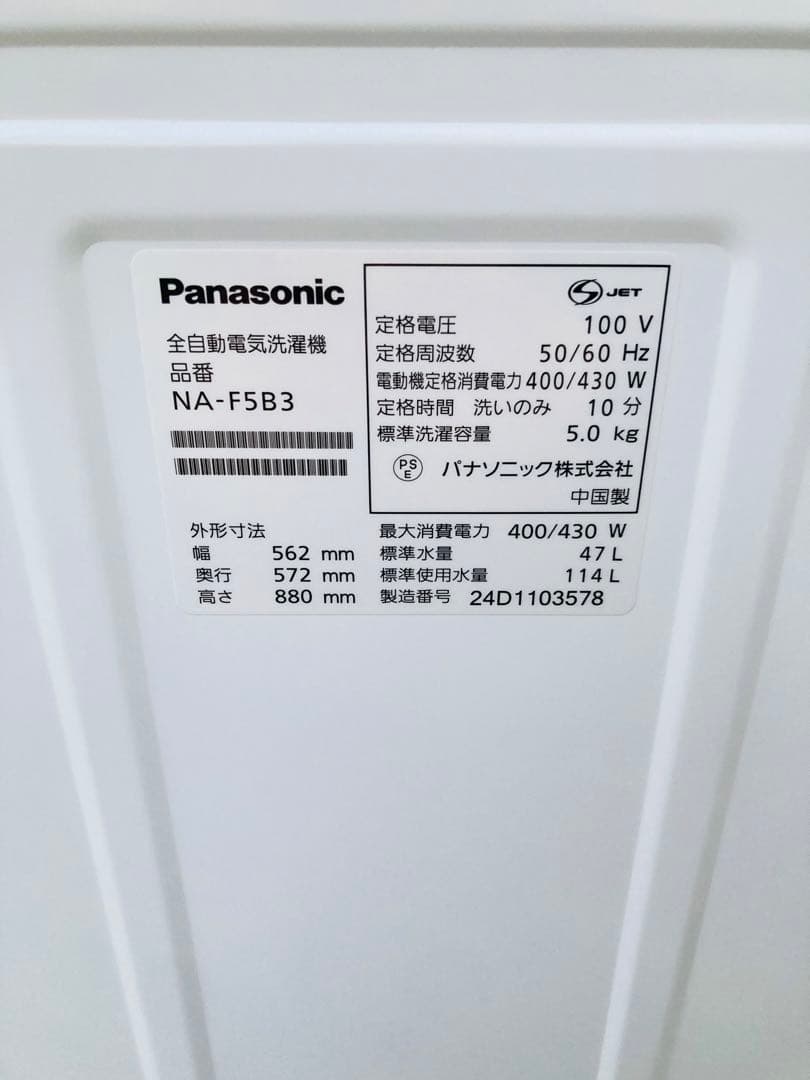 Panasonic
全自動電気洗濯機
品番
NA-F5B3
JET
定格電圧 100 V
定格周波数 50/60 Hz
電動機定格消費電力 400/430 W
定格時間 洗いのみ 10 分
標準洗濯容量 5.0 kg
PSE パナソニック株式会社
中国製
外形寸法
幅 562 mm
奥行 572 mm
高さ 880 mm
最大消費電力 400/430 W
標準水量 47 L
標準使用水量 114 L
製造番号 24D1103578